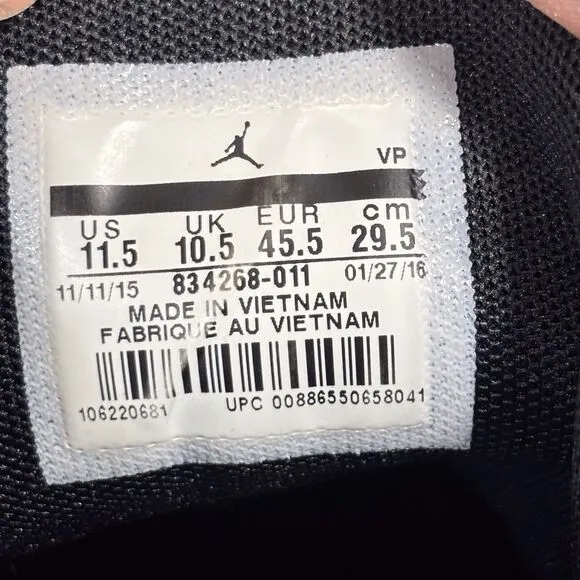 VP
US UK EUR cm
11.5 10.5 45.5 29.5
11/11/15 834268-011 01/27/16
MADE IN VIETNAM
FABRIQUE AU VIETNAM
106220681 UPC 00886550658041